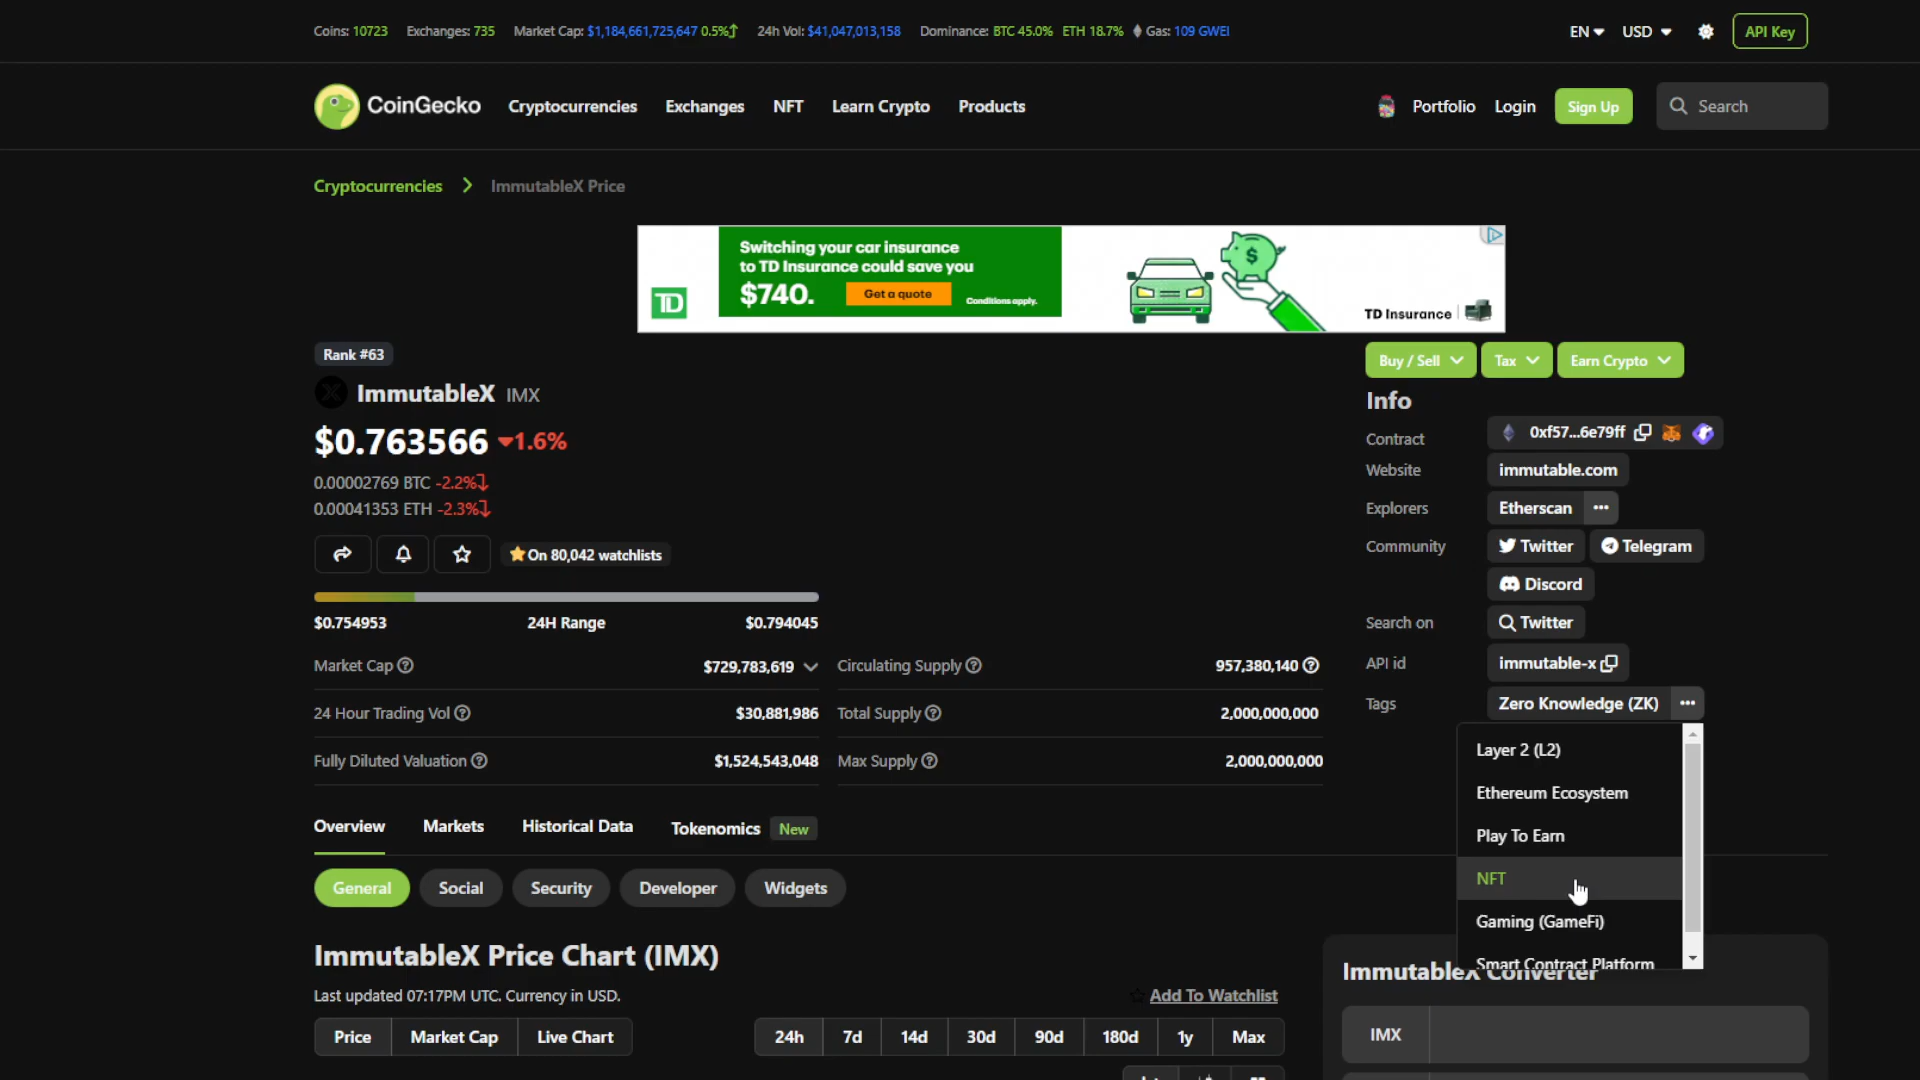 Coins: 10723 Exchanges: 735 Market Cap: $1,184,661,725,647 0.5% 24h Vol: $41,047,013,158 Dominance: BTC 45.0% ETH 18.7% Gas: 109 GWEI EN USD API Key
CoinGecko Cryptocurrencies Exchanges NFT Learn Crypto Products Portfolio Login Sign Up Search
Cryptocurrencies ImmutableX Price
Switching your car insurance
to TD Insurance could save you
$740. Get a quote Conditions apply.
TD
TD Insurance
Rank #63
ImmutableX IMX
$0.763566 1.6%
0.00002769 BTC -2.2%
0.00041353 ETH -2.3%
On 80,042 watchlists
$0.754953 24H Range $0.794045
Market Cap $729,783,619 Circulating Supply 957,380,140
24 Hour Trading Vol $30,881,986 Total Supply 2,000,000,000
Fully Diluted Valuation $1,524,543,048 Max Supply 2,000,000,000
Buy / Sell Tax Earn Crypto
Info
Contract 0xf57...6e79ff
Website immutable.com
Explorers Etherscan
Community Twitter Telegram
Discord
Search on Twitter
API id immutable-x
Tags Zero Knowledge (ZK)
Layer 2 (L2)
Ethereum Ecosystem
Play To Earn
NFT
Gaming (GameFi)
Smart Contract Platform
Overview Markets Historical Data Tokenomics New
General Social Security Developer Widgets
ImmutableX Price Chart (IMX)
Last updated 07:17PM UTC. Currency in USD.
Add To Watchlist
Price Market Cap Live Chart 24h 7d 14d 30d 90d 180d 1y Max
ImmutableX Converter
IMX